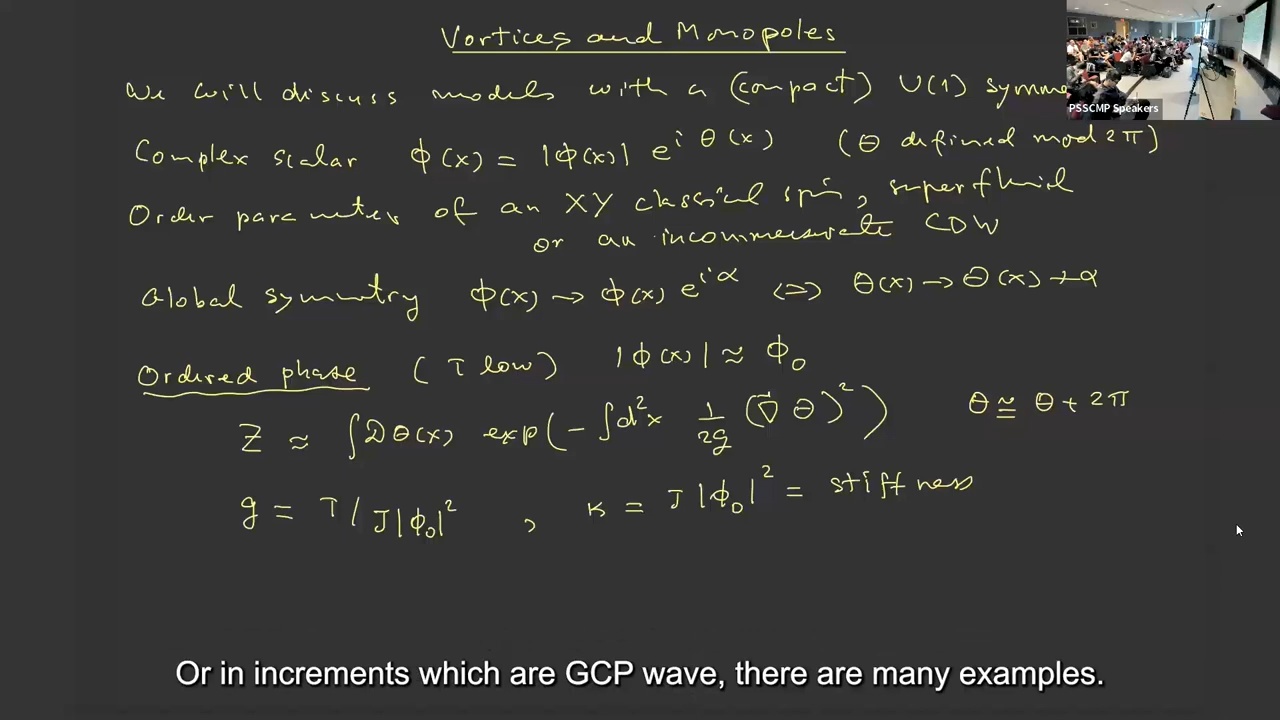 Vortices and Monopoles
We will discuss models with a (compact) U(1) symme
PSSCMP Speakers
Complex scalar ϕ(x) = |ϕ(x)| e^{iθ(x)} (θ defined mod 2π)
Order parameter of an XY classical spin, superfluid
or an incommensurate CDW
Global symmetry ϕ(x) → ϕ(x) e^{iα} ⇔ θ(x) → θ(x) + α
Ordered phase (T low) |ϕ(x)| ≈ ϕ₀
Z ≈ ∫Dθ(x) exp(- ∫d²x 1/2g (∇⃗ θ)²) θ ≅ θ + 2π
g = T/J|ϕ₀|² , κ = J|ϕ₀|² = stiffness
Or in increments which are GCP wave, there are many examples.